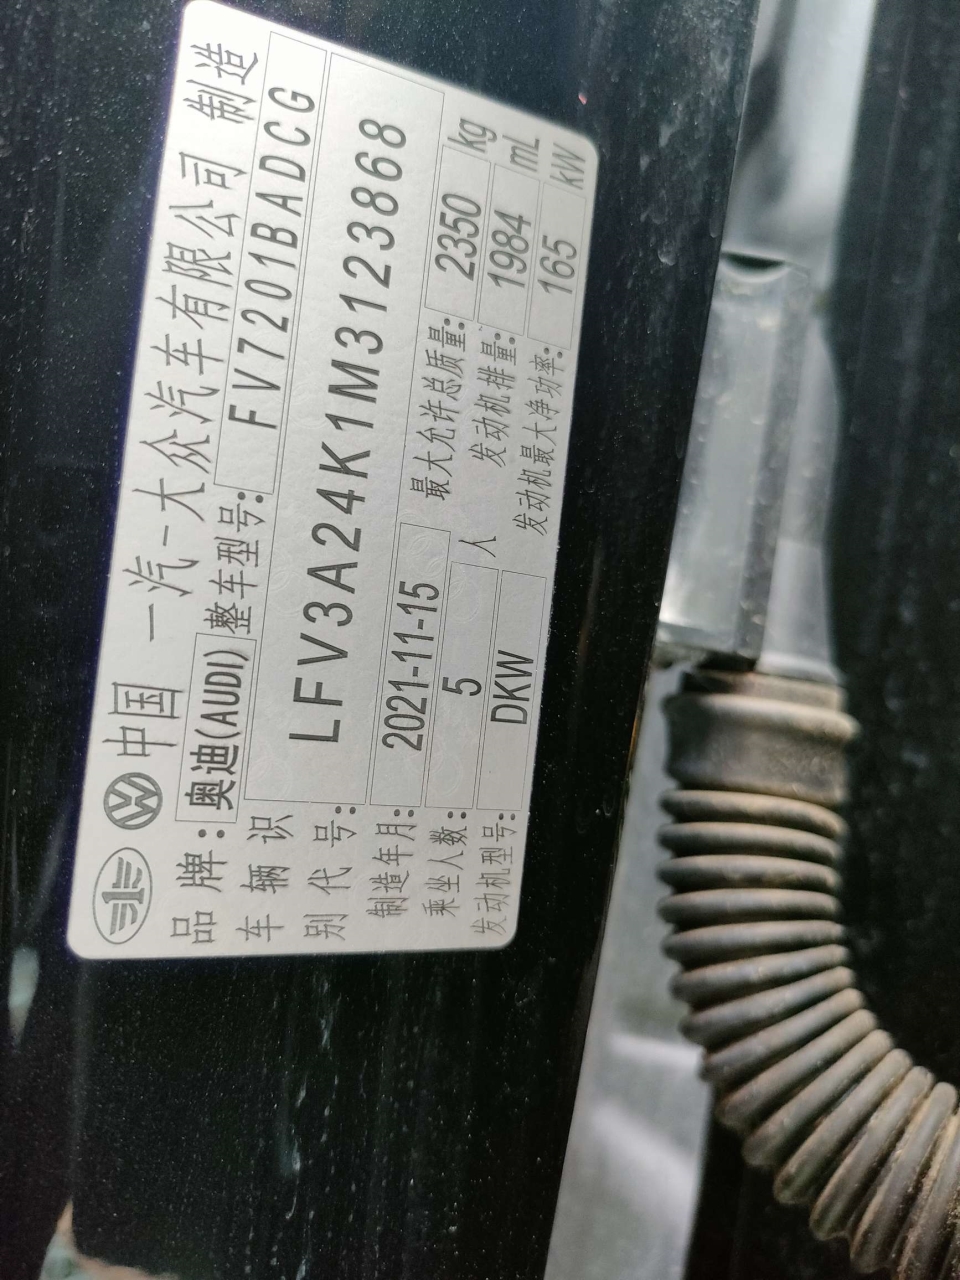 中国 一汽-大众汽车有限公司 制造
品牌: 奥迪(AUDI) 整车型号: FV7201BADCG
车辆识别代号: LFV3A24K1M3123868
制造年月: 2021-11-15 最大允许总质量: 2350 kg
乘坐人数: 5 人 发动机排量: 1984 mL
发动机型号: DKW 发动机最大净功率: 165 kW